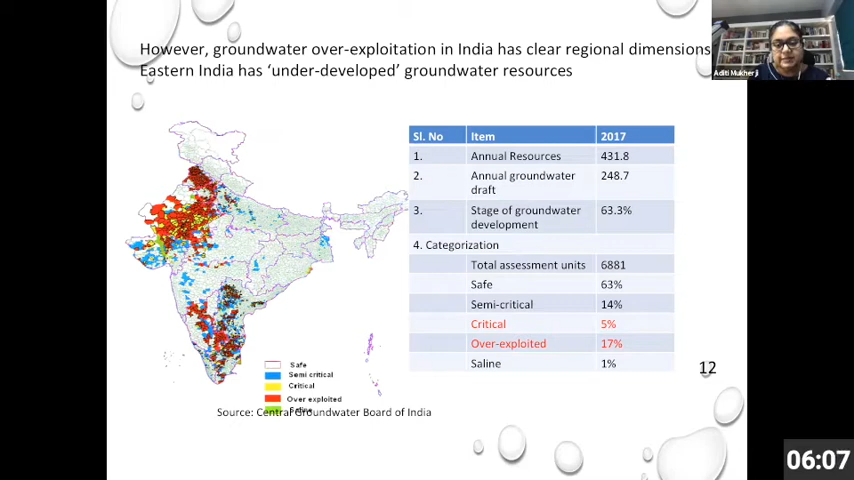 However, groundwater over-exploitation in India has clear regional dimensions
Eastern India has ‘under-developed’ groundwater resources
Aditi Mukherji
Sl. No Item 2017
1. Annual Resources 431.8
2. Annual groundwater draft 248.7
3. Stage of groundwater development 63.3%
4. Categorization
Total assessment units 6881
Safe 63%
Semi-critical 14%
Critical 5%
Over-exploited 17%
Saline 1%
Safe
Semi critical
Critical
Over exploited
Saline
Source: Central Groundwater Board of India
12
06:07